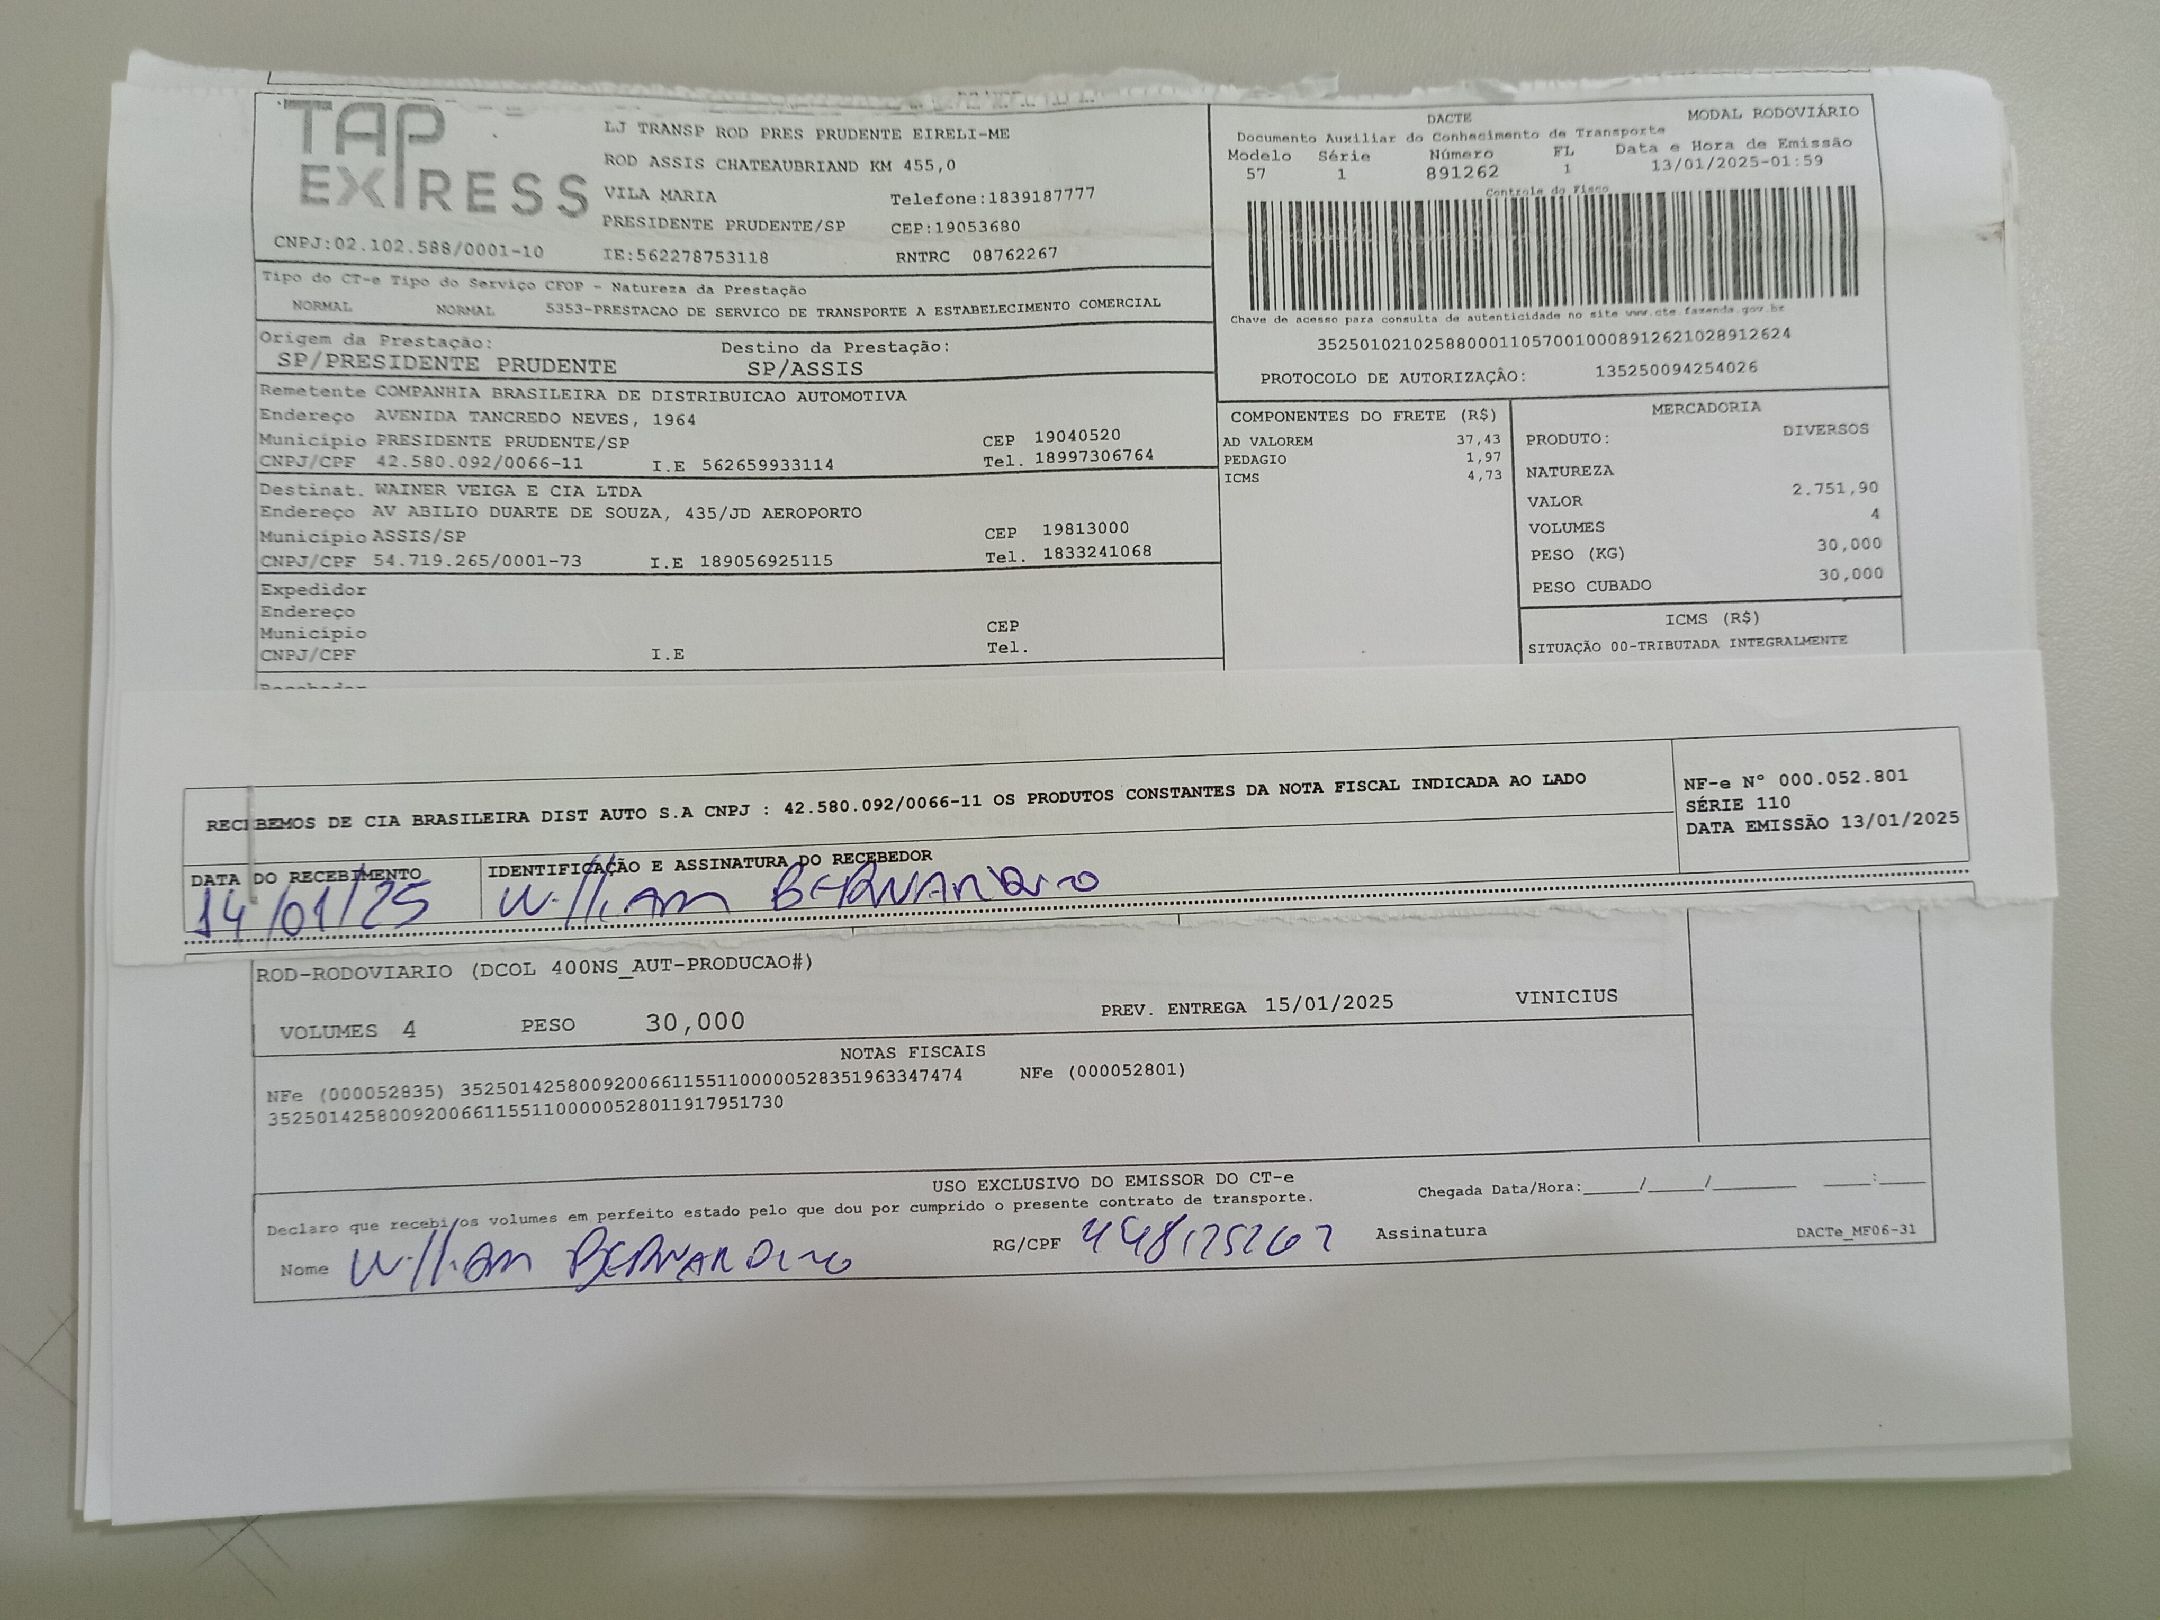 TAP EXPRESS
LJ TRANSP ROD PRES PRUDENTE EIRELI-ME
ROD ASSIS CHATEAUBRIAND KM 455,0
VILA MARIA Telefone:1839187777
PRESIDENTE PRUDENTE/SP CEP:19053680
CNPJ:02.102.588/0001-10 IE:562278753118 RNTRC 08762267
DACTE MODAL RODOVIÁRIO
Documento Auxiliar do Conhecimento de Transporte
Modelo Série Número FL Data e Hora de Emissão
57 1 891262 1 13/01/2025-01:59
Controle do Fisco
Chave de acesso para consulta de autenticidade no site www.cte.fazenda.gov.br
35250102102588000110570010008912621028912624
PROTOCOLO DE AUTORIZAÇÃO: 135250094254026
Tipo do CT-e Tipo do Serviço CFOP - Natureza da Prestação
NORMAL NORMAL 5353-PRESTACAO DE SERVICO DE TRANSPORTE A ESTABELECIMENTO COMERCIAL
Origem da Prestação: Destino da Prestação:
SP/PRESIDENTE PRUDENTE SP/ASSIS
Remetente COMPANHIA BRASILEIRA DE DISTRIBUICAO AUTOMOTIVA
Endereço AVENIDA TANCREDO NEVES, 1964
Município PRESIDENTE PRUDENTE/SP CEP 19040520
CNPJ/CPF 42.580.092/0066-11 I.E 562659933114 Tel. 18997306764
Destinat. WAINER VEIGA E CIA LTDA
Endereço AV ABILIO DUARTE DE SOUZA, 435/JD AEROPORTO
Município ASSIS/SP CEP 19813000
CNPJ/CPF 54.719.265/0001-73 I.E 189056925115 Tel. 1833241068
Expedidor
Endereço
Município CEP
CNPJ/CPF I.E Tel.
COMPONENTES DO FRETE (R$)
AD VALOREM 37,43
PEDAGIO 1,97
ICMS 4,73
MERCADORIA
PRODUTO: DIVERSOS
NATUREZA
VALOR 2.751,90
VOLUMES 4
PESO (KG) 30,000
PESO CUBADO 30,000
ICMS (R$)
SITUAÇÃO 00-TRIBUTADA INTEGRALMENTE
RECEBEMOS DE CIA BRASILEIRA DIST AUTO S.A CNPJ : 42.580.092/0066-11 OS PRODUTOS CONSTANTES DA NOTA FISCAL INDICADA AO LADO
NF-e N° 000.052.801
SÉRIE 110
DATA EMISSÃO 13/01/2025
DATA DO RECEBIMENTO IDENTIFICAÇÃO E ASSINATURA DO RECEBEDOR
14/01/25 William BERNARDINO
ROD-RODOVIARIO (DCOL 400NS_AUT-PRODUCAO#)
VOLUMES 4 PESO 30,000 PREV. ENTREGA 15/01/2025 VINICIUS
NOTAS FISCAIS
NFe (000052835) 35250142580092006611551100000528351963347474 NFe (000052801)
35250142580092006611551100000528011917951730
USO EXCLUSIVO DO EMISSOR DO CT-e
Declaro que recebi os volumes em perfeito estado pelo que dou por cumprido o presente contrato de transporte. Chegada Data/Hora:_____/_____/________ ____:____
Nome William BERNARDINO RG/CPF Assinatura DACTe_MF06-31